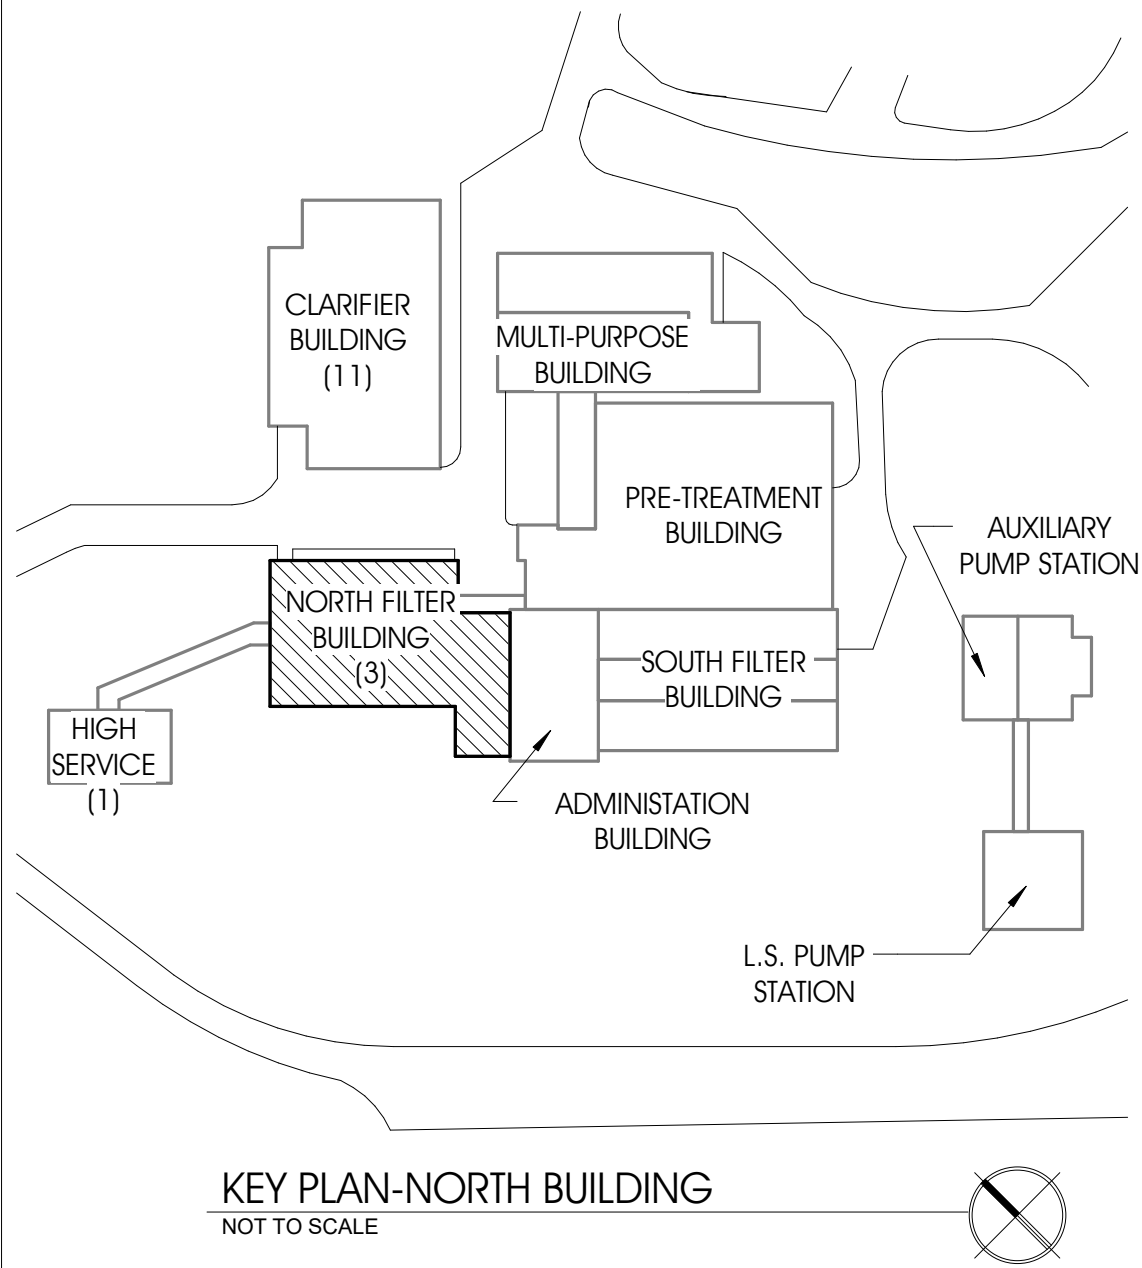 CLARIFIER
BUILDING
(11)
MULTI-PURPOSE
BUILDING
PRE-TREATMENT
BUILDING
AUXILIARY
PUMP STATION
NORTH FILTER
BUILDING
(3)
SOUTH FILTER
BUILDING
HIGH
SERVICE
(1)
ADMINISTATION
BUILDING
L.S. PUMP
STATION
KEY PLAN-NORTH BUILDING
NOT TO SCALE